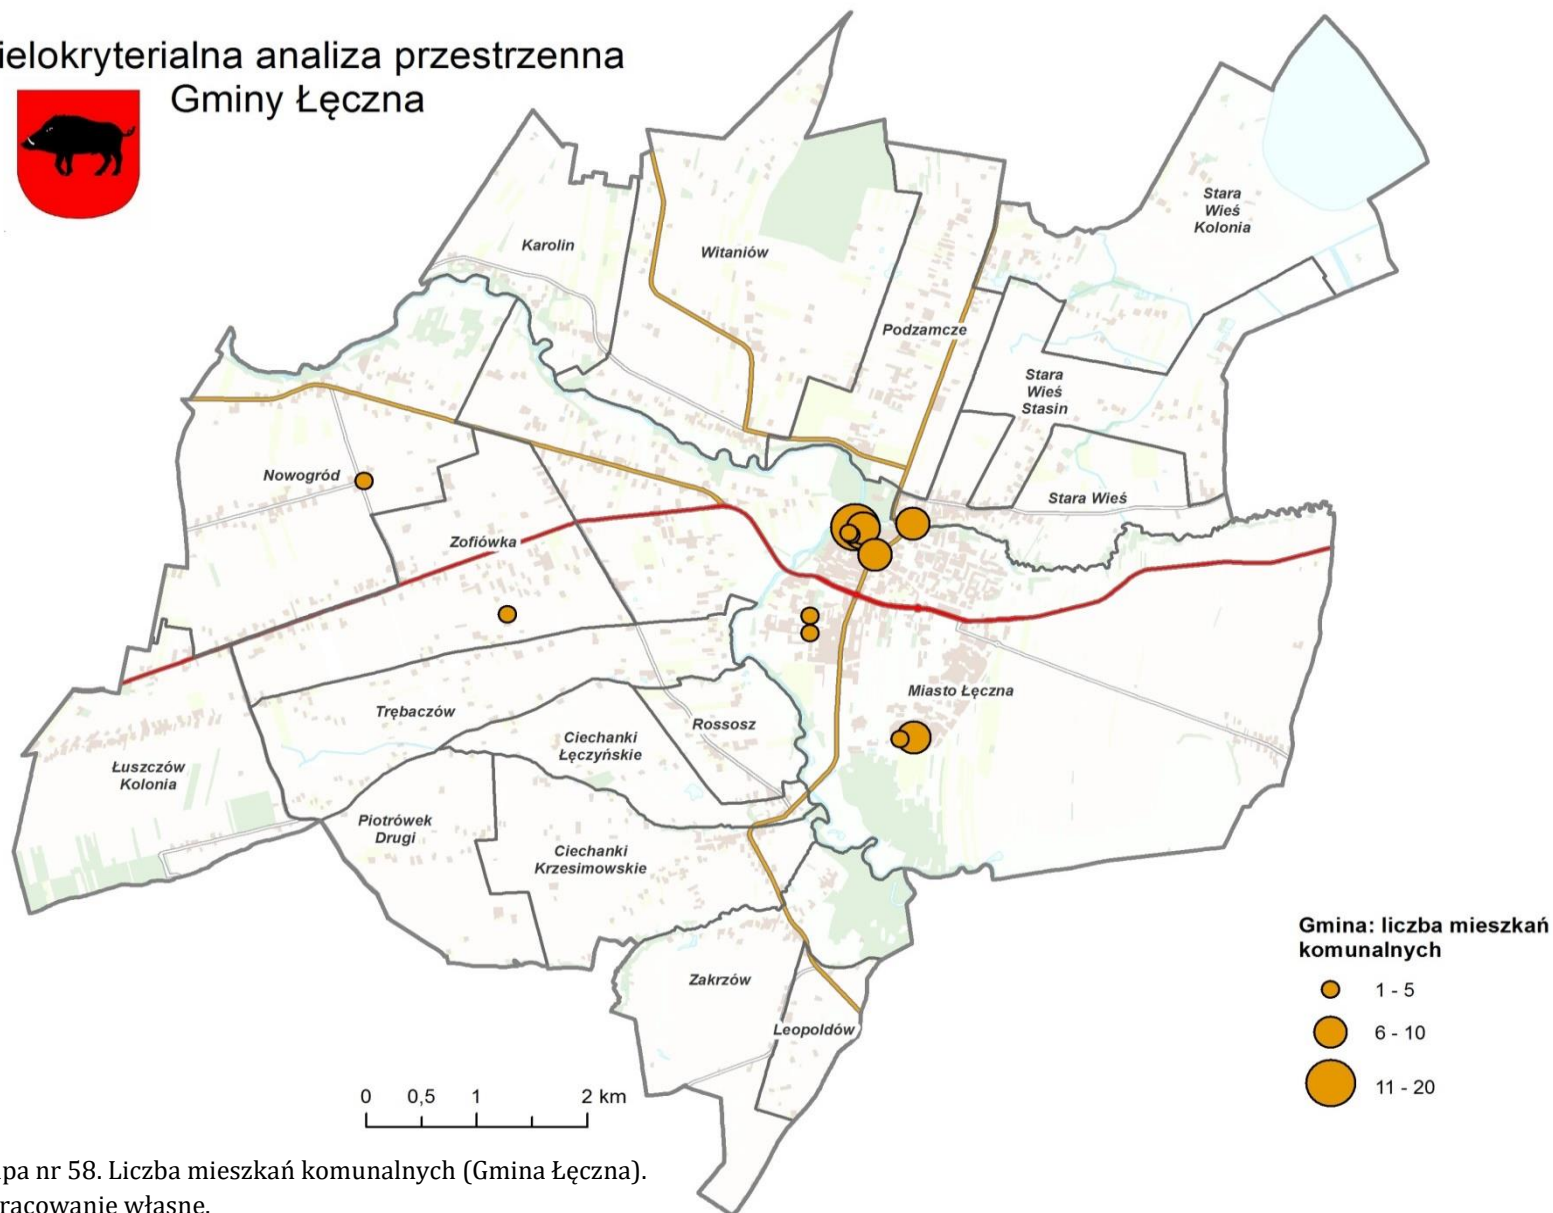 ielokryterialna analiza przestrzenna
Gminy Łęczna
Stara
Wieś
Kolonia
Karolin
Witaniów
Podzamcze
Stara
Wieś
Stasin
Nowogród
Stara Wieś
Zofiówka
Miasto Łęczna
Trębaczów
Rossosz
Ciechanki
Łęczyńskie
Łuszczów
Kolonia
Piotrówek
Drugi
Ciechanki
Krzesimowskie
Zakrzów
Leopoldów
Gmina: liczba mieszkań
komunalnych
1 - 5
6 - 10
11 - 20
0 0,5 1 2 km
pa nr 58. Liczba mieszkań komunalnych (Gmina Łęczna).
racowanie własne.